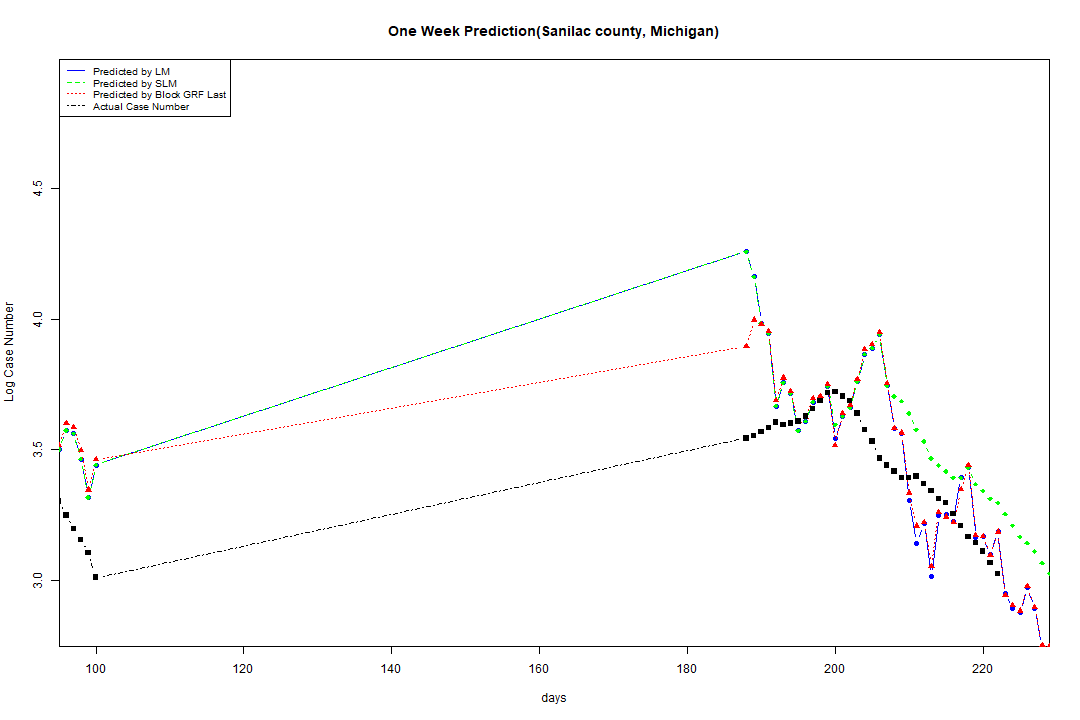 One Week Prediction(Sanilac county, Michigan)
Predicted by LM
Predicted by SLM
Predicted by Block GRF Last
Actual Case Number
Log Case Number
4.5
4.0
3.5
3.0
100 120 140 160 180 200 220
days